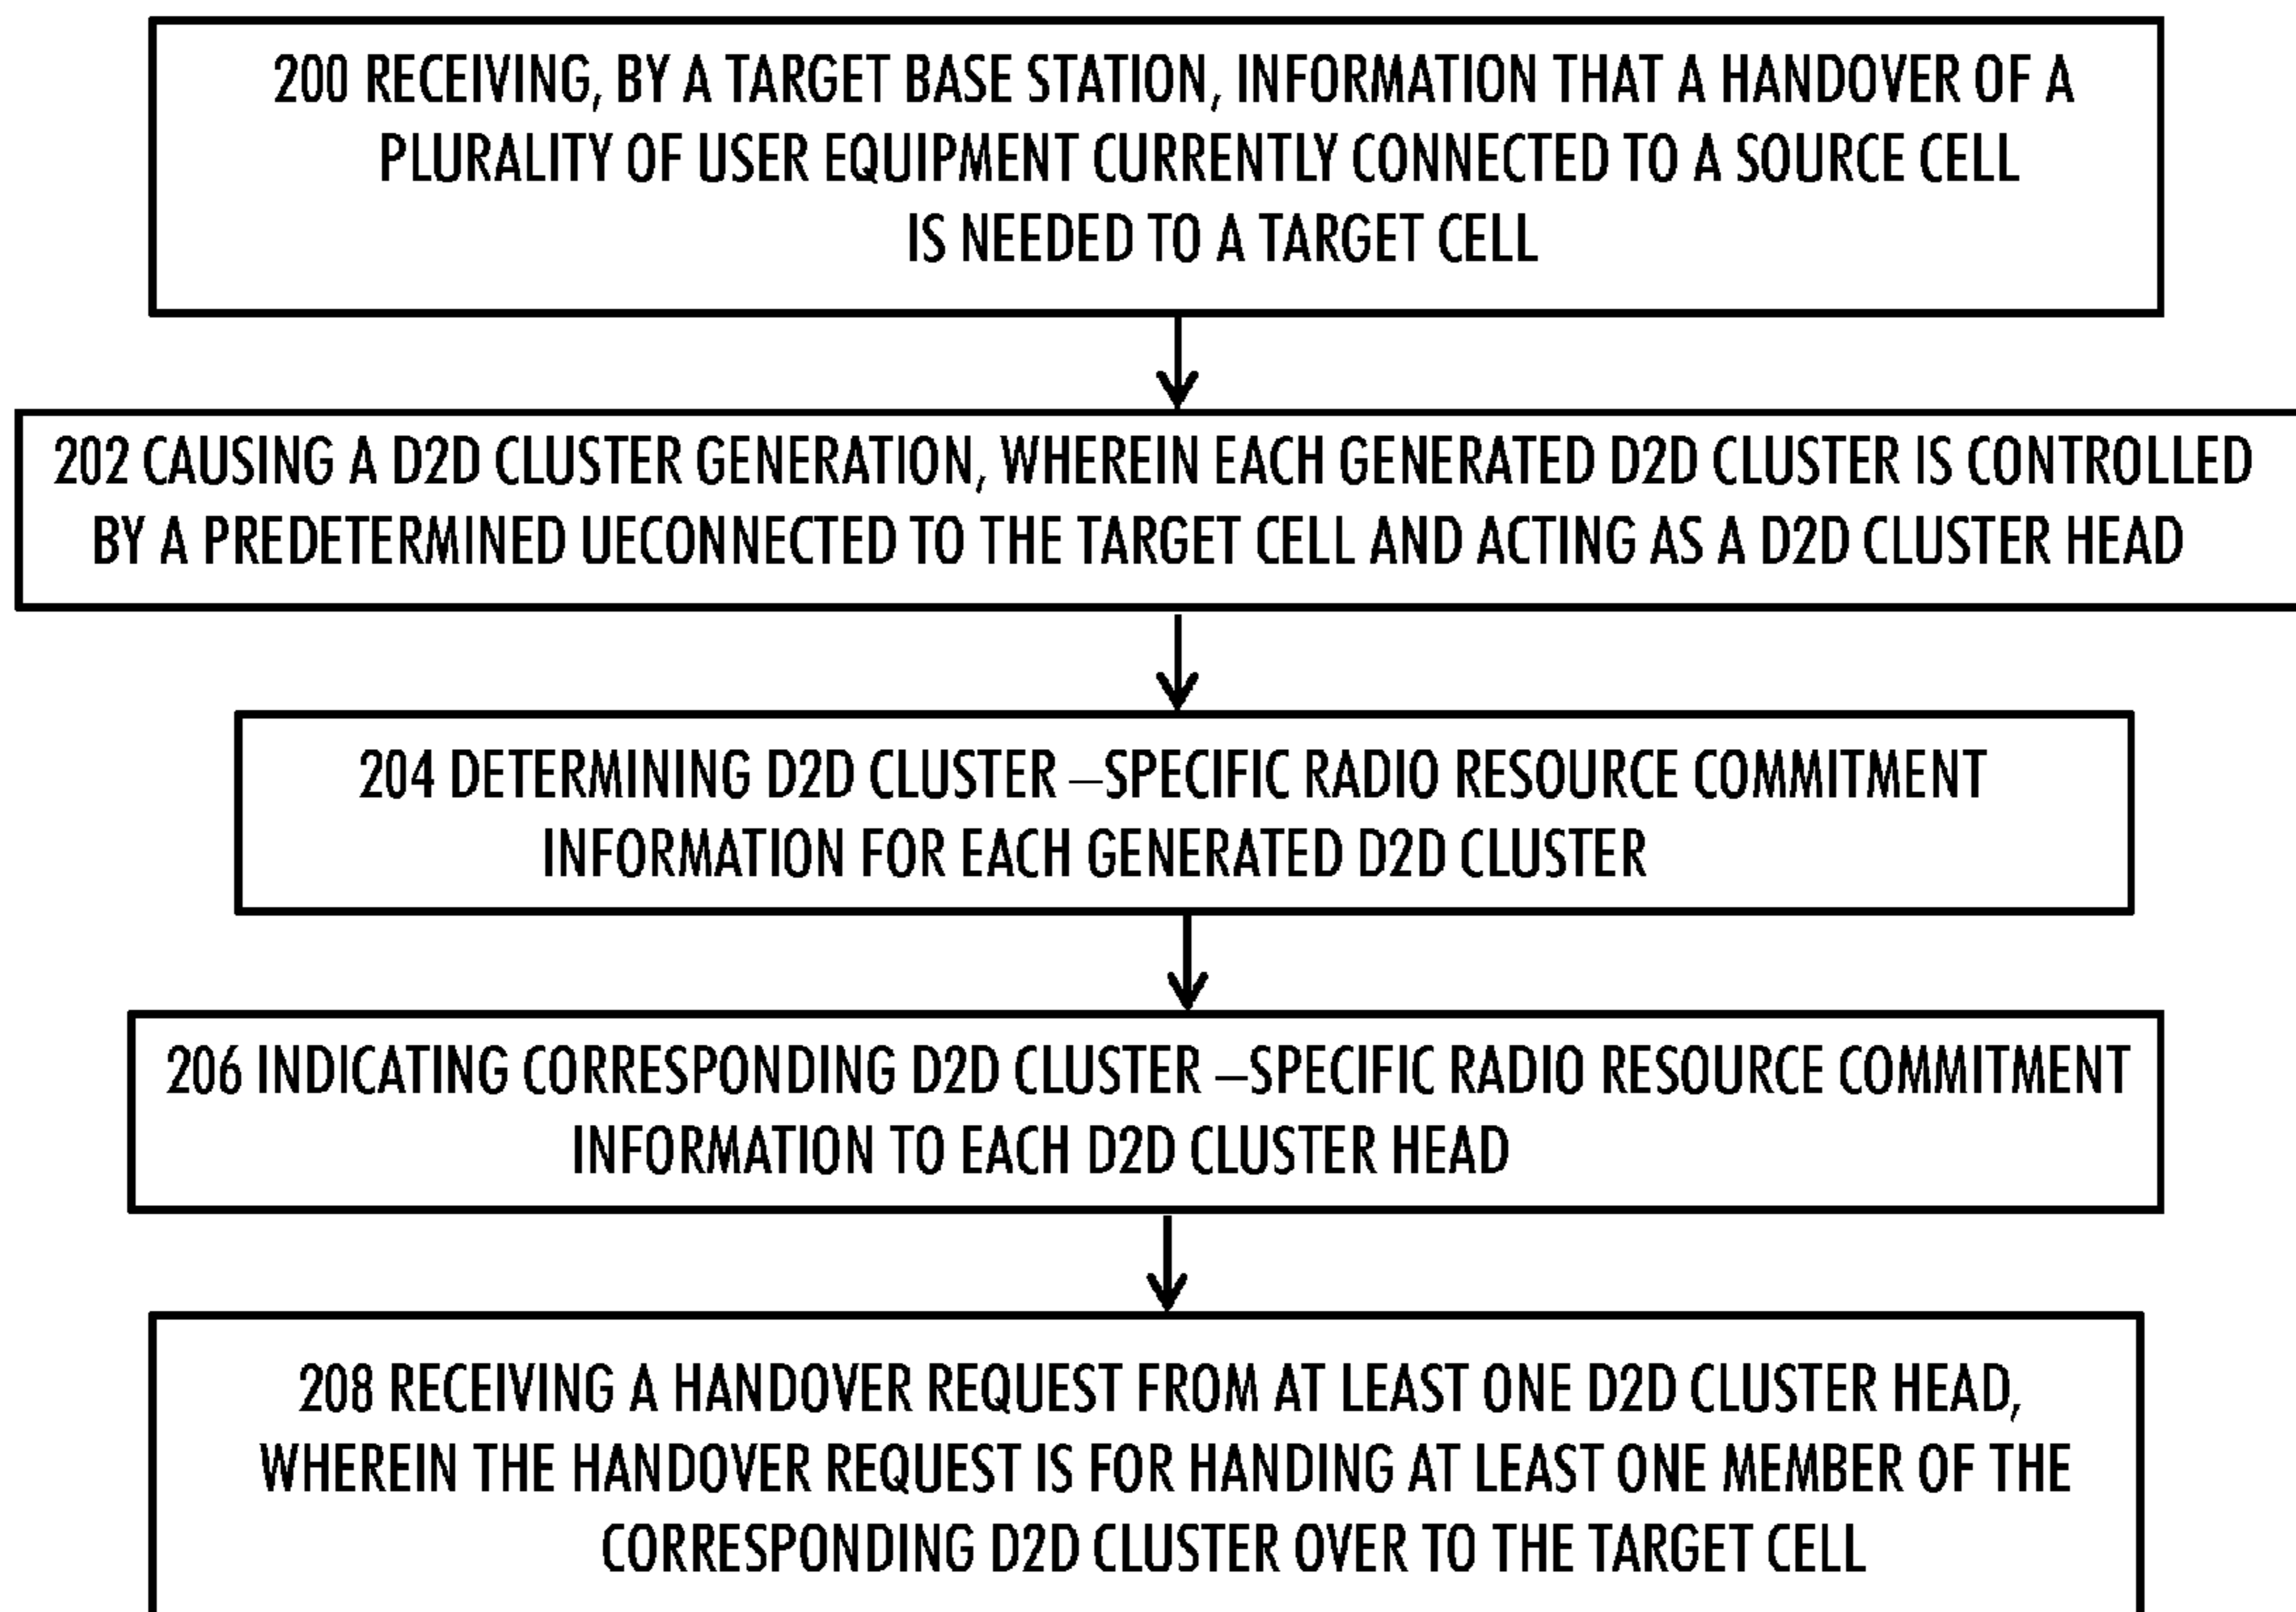 200 RECEIVING, BY A TARGET BASE STATION, INFORMATION THAT A HANDOVER OF A
PLURALITY OF USER EQUIPMENT CURRENTLY CONNECTED TO A SOURCE CELL
IS NEEDED TO A TARGET CELL
202 CAUSING A D2D CLUSTER GENERATION, WHEREIN EACH GENERATED D2D CLUSTER IS CONTROLLED
BY A PREDETERMINED UECONNECTED TO THE TARGET CELL AND ACTING AS A D2D CLUSTER HEAD
204 DETERMINING D2D CLUSTER –SPECIFIC RADIO RESOURCE COMMITMENT
INFORMATION FOR EACH GENERATED D2D CLUSTER
206 INDICATING CORRESPONDING D2D CLUSTER –SPECIFIC RADIO RESOURCE COMMITMENT
INFORMATION TO EACH D2D CLUSTER HEAD
208 RECEIVING A HANDOVER REQUEST FROM AT LEAST ONE D2D CLUSTER HEAD,
WHEREIN THE HANDOVER REQUEST IS FOR HANDING AT LEAST ONE MEMBER OF THE
CORRESPONDING D2D CLUSTER OVER TO THE TARGET CELL